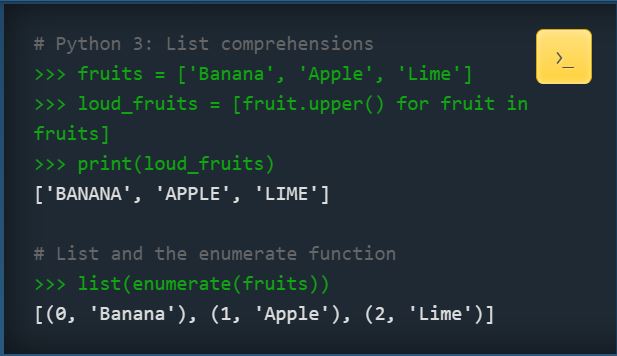 # Python 3: List comprehensions
>>> fruits = ['Banana', 'Apple', 'Lime']
>>> loud_fruits = [fruit.upper() for fruit in
fruits]
>>> print(loud_fruits)
['BANANA', 'APPLE', 'LIME']
# List and the enumerate function
>>> list(enumerate(fruits))
[(0, 'Banana'), (1, 'Apple'), (2, 'Lime')]